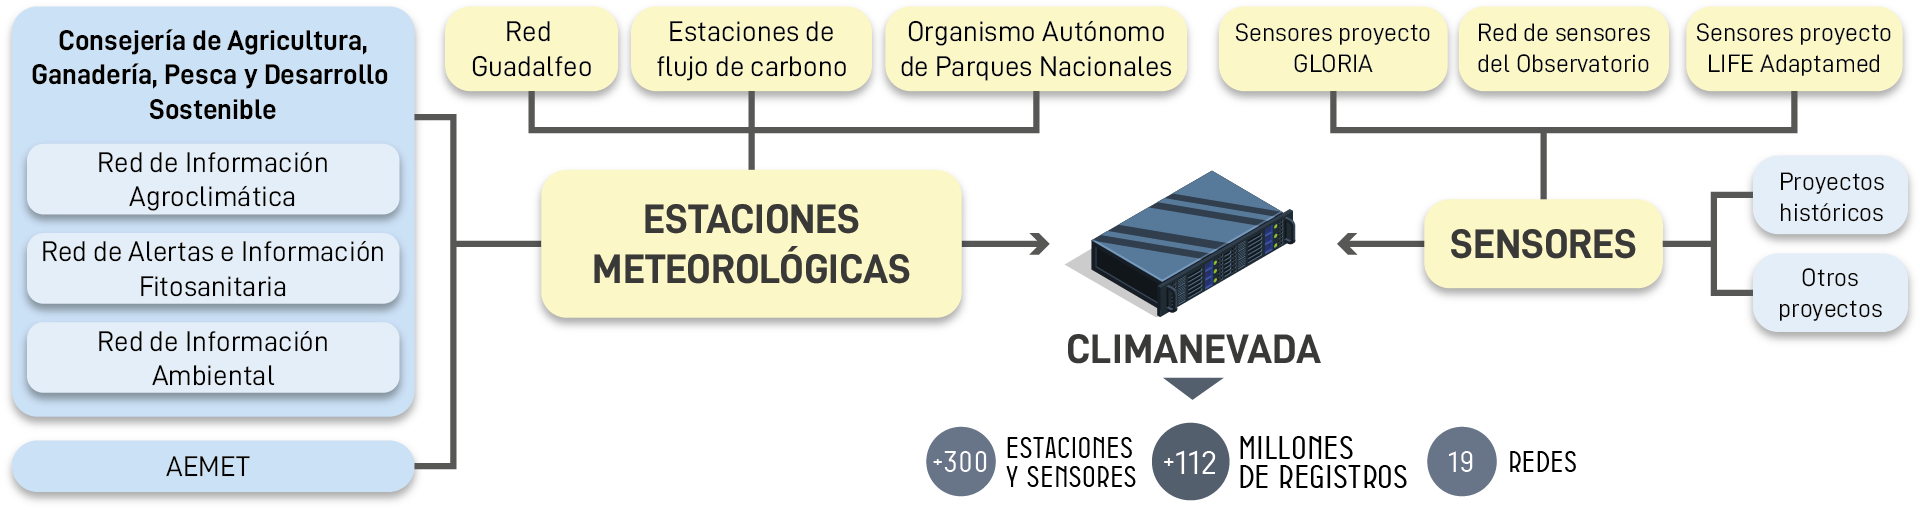 Consejería de Agricultura,
Ganadería, Pesca y Desarrollo
Sostenible
Red de Información
Agroclimática
Red de Alertas e Información
Fitosanitaria
Red de Información
Ambiental
AEMET
Red
Guadalfeo
Estaciones de
flujo de carbono
Organismo Autónomo
de Parques Nacionales
ESTACIONES
METEOROLÓGICAS
Sensores proyecto
GLORIA
Red de sensores
del Observatorio
Sensores proyecto
LIFE Adaptamed
SENSORES
Proyectos
históricos
Otros
proyectos
CLIMANEVADA
+300
ESTACIONES
Y SENSORES
+112
MILLONES
DE REGISTROS
19
REDES